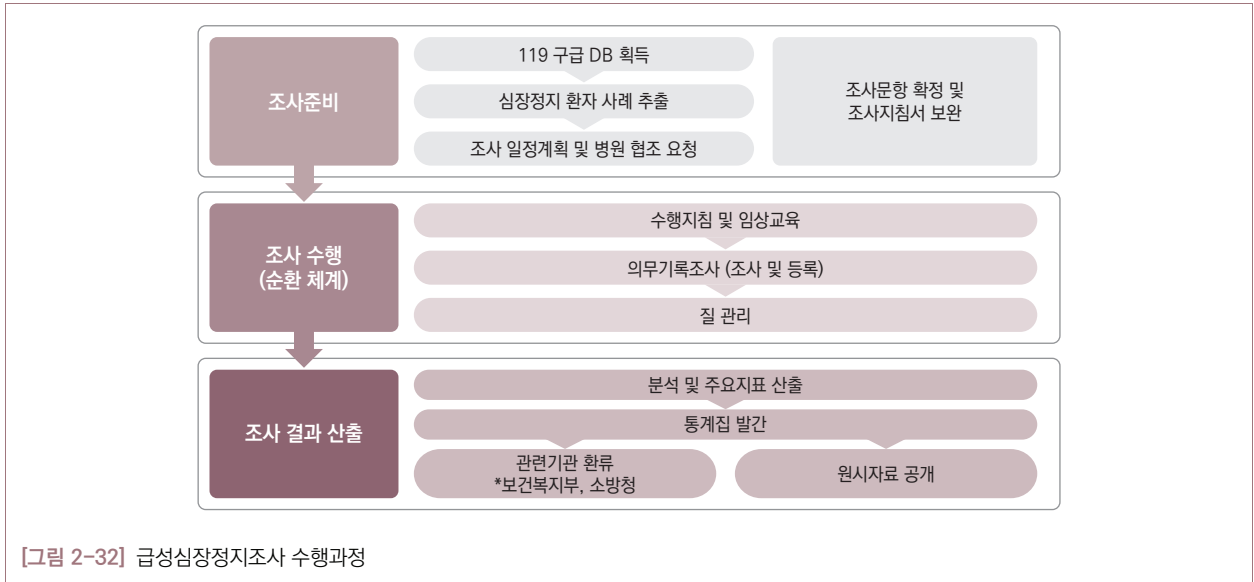 조사준비
119 구급 DB 획득
심장정지 환자 사례 추출
조사 일정계획 및 병원 협조 요청
조사문항 확정 및
조사지침서 보완
조사 수행
(순환 체계)
수행지침 및 임상교육
의무기록조사 (조사 및 등록)
질 관리
조사 결과 산출
분석 및 주요지표 산출
통계집 발간
관련기관 환류
*보건복지부, 소방청
원시자료 공개
[그림 2-32] 급성심장정지조사 수행과정